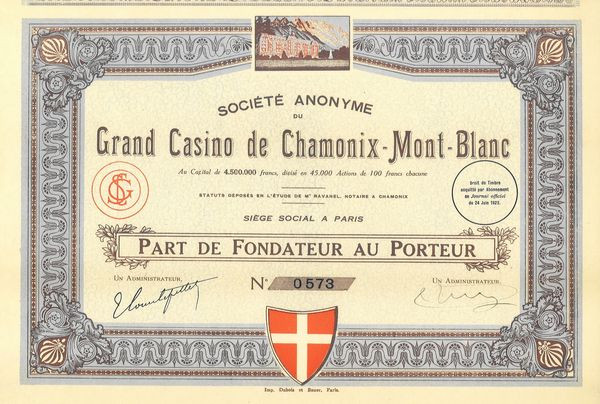 SOCIÉTÉ ANONYME
DU
Grand Casino de Chamonix-Mont-Blanc
Au Capital de 4.500.000 francs, divisé en 45.000 Actions de 100 francs chacune
STATUTS DÉPOSÉS EN L'ÉTUDE DE Mᵉ RAVANEL, NOTAIRE A CHAMONIX
Droit de Timbre
acquitté par Abonnement
au Journal officiel
du 24 Juin 1923.
SIÈGE SOCIAL A PARIS
PART DE FONDATEUR AU PORTEUR
UN ADMINISTRATEUR,
Nº 0573
UN ADMINISTRATEUR,
Imp. Dubois et Bauer, Paris.